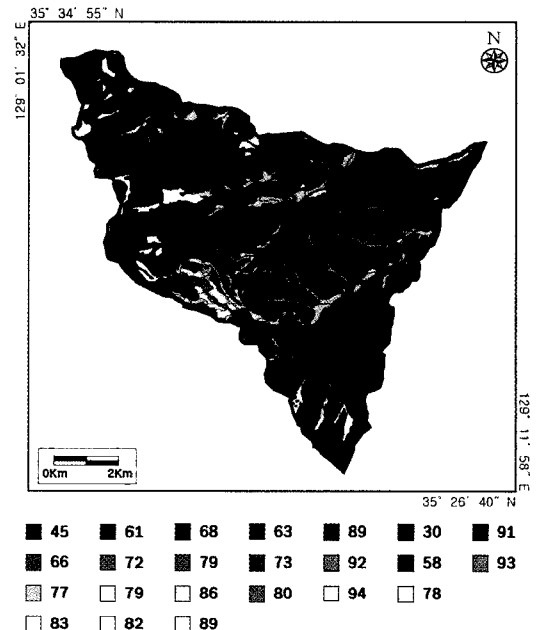 35° 34′ 55″ N
129° 01′ 32″ E
N
129° 11′ 58″ E
0Km 2Km
35° 26′ 40″ N
45 61 68 63 89 30 91
66 72 79 73 92 58 93
77 79 86 80 94 78
83 82 89